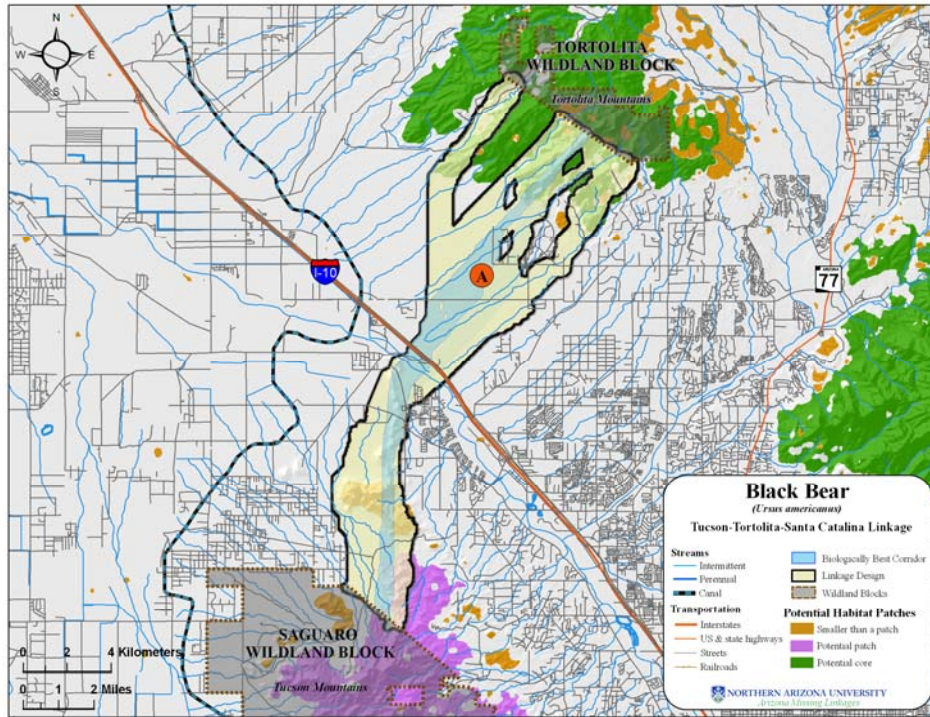 N
W E
S
TORTOLITA
WILDLAND BLOCK
Tortolita Mountains
I-10
A
ARIZONA
77
SAGUARO
WILDLAND BLOCK
Tucson Mountains
0 2 4 Kilometers
0 1 2 Miles
Black Bear
(Ursus americanus)
Tucson-Tortolita-Santa Catalina Linkage
Streams
Intermittent
Perennial
Canal
Transportation
Interstates
US & state highways
Streets
Railroads
Biologically Best Corridor
Linkage Design
Wildland Blocks
Potential Habitat Patches
Smaller than a patch
Potential patch
Potential core
NORTHERN ARIZONA UNIVERSITY
Arizona Missing Linkages